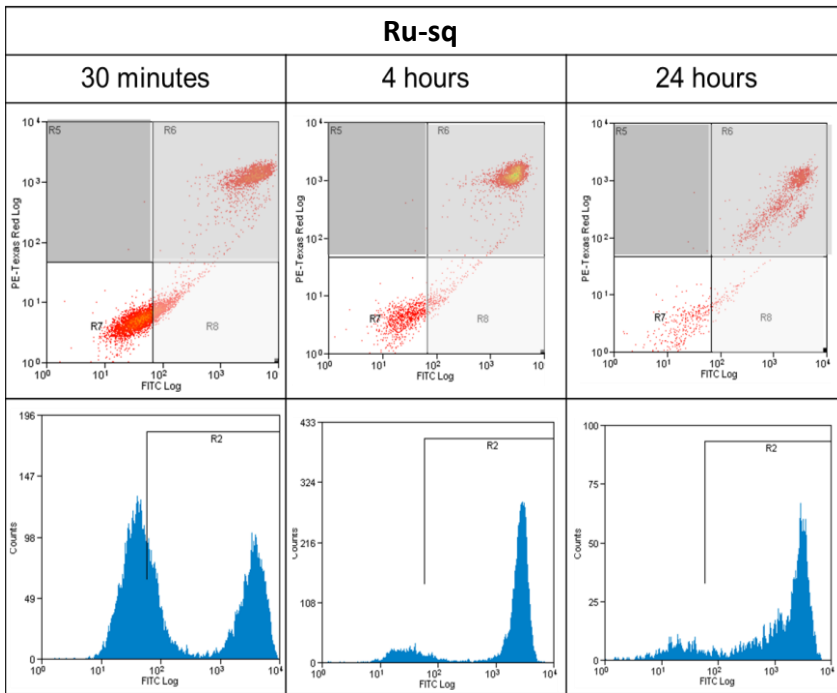 Ru-sq
30 minutes
4 hours
24 hours
10⁴
10³
10²
10¹
10⁰
PE-Texas Red Log
R5
R6
R7
R8
10⁰
10¹
10²
10³
10
FITC Log
10⁴
10³
10²
10¹
10⁰
PE-Texas Red Log
R5
R6
R7
R8
10⁰
10¹
10²
10³
10
FITC Log
10⁴
10³
10²
10¹
10⁰
PE-Texas Red Log
R5
R6
R7
R8
10⁰
10¹
10²
10³
10⁴
FITC Log
196
147
98
49
0
Counts
R2
10⁰
10¹
10²
10³
10⁴
FITC Log
433
324
216
108
0
Counts
R2
10⁰
10¹
10²
10³
10⁴
FITC Log
100
75
50
25
0
Counts
R2
10⁰
10¹
10²
10³
10⁴
FITC Log